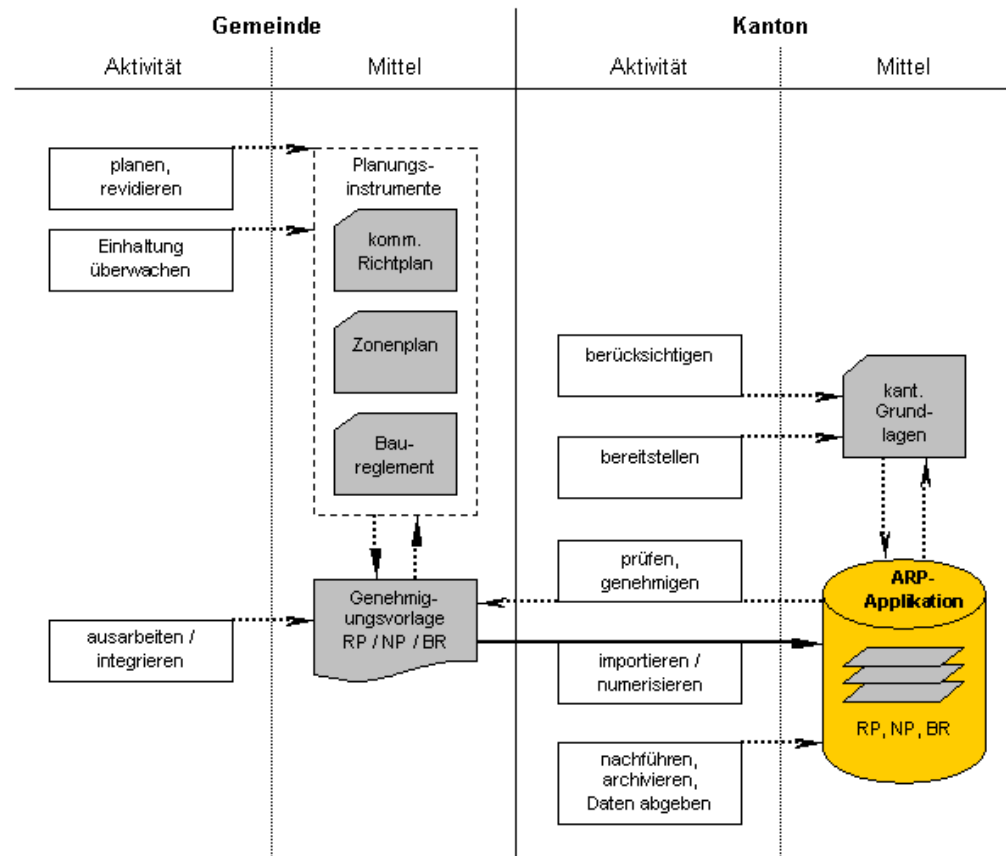 Gemeinde
Kanton
Aktivität
Mittel
Aktivität
Mittel
planen,
revidieren
Einhaltung
überwachen
Planungs-
instrumente
komm.
Richtplan
Zonenplan
Bau-
reglement
berücksichtigen
bereitstellen
kant.
Grund-
lagen
prüfen,
genehmigen
ARP-
Applikation
Genehmig-
ungsvorlage
RP / NP / BR
ausarbeiten /
integrieren
importieren /
numerisieren
RP, NP, BR
nachführen,
archivieren,
Daten abgeben